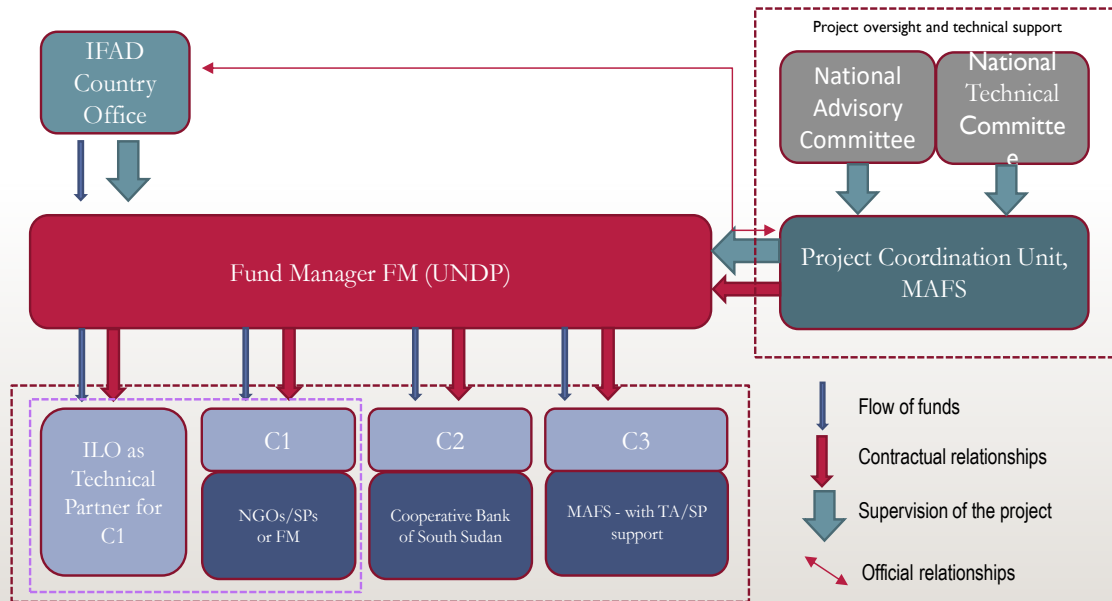 Project oversight and technical support
IFAD
Country
Office
National
Advisory
Committee
National
Technical
Committe
e
Fund Manager FM (UNDP)
Project Coordination Unit,
MAFS
ILO as
Technical
Partner for
C1
C1
NGOs/SPs
or FM
C2
Cooperative Bank
of South Sudan
C3
MAFS - with TA/SP
support
Flow of funds
Contractual relationships
Supervision of the project
Official relationships